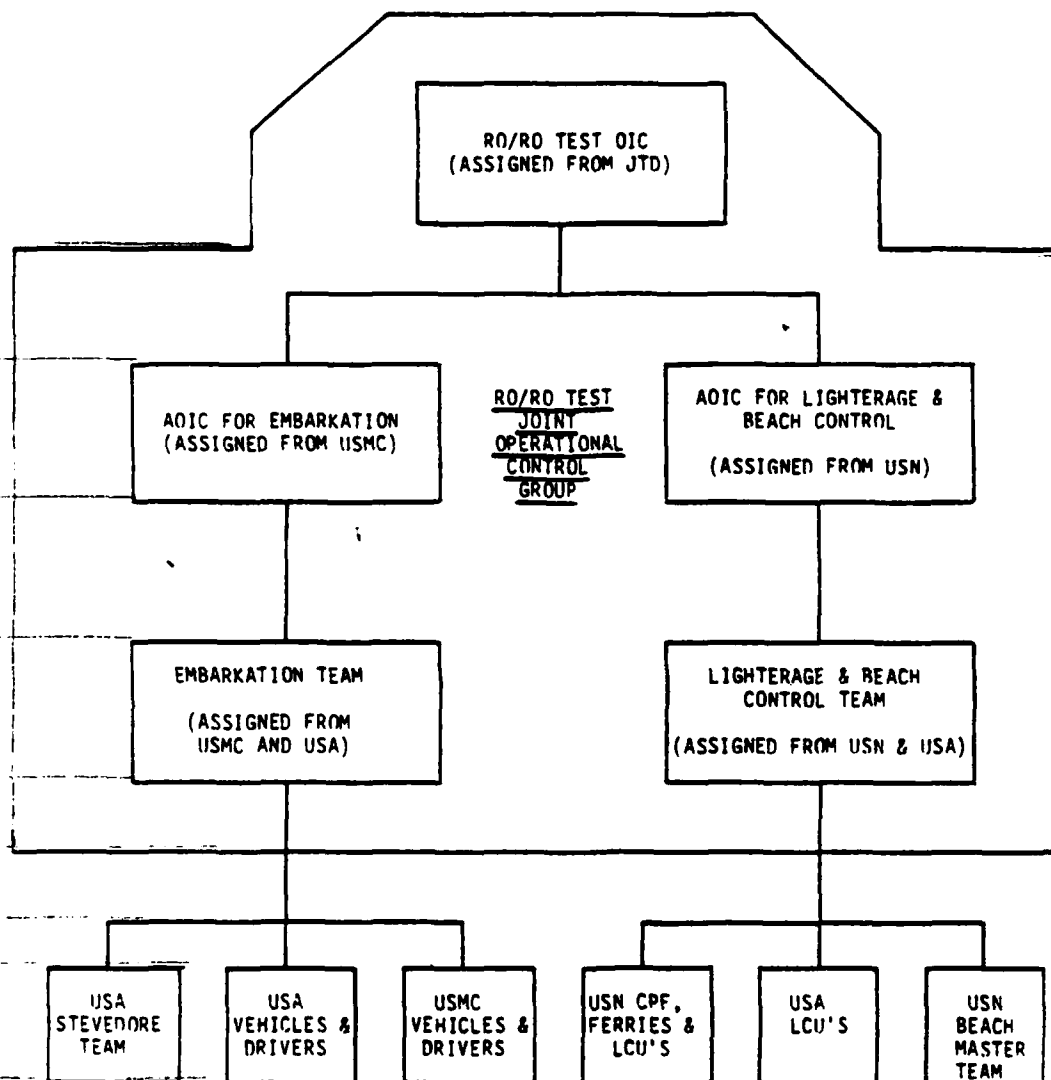 RO/RO TEST OIC
(ASSIGNED FROM JTD)
AOIC FOR EMBARKATION
(ASSIGNED FROM USMC)
RO/RO TEST
JOINT
OPERATIONAL
CONTROL
GROUP
AOIC FOR LIGHTERAGE &
BEACH CONTROL
(ASSIGNED FROM USN)
EMBARKATION TEAM
(ASSIGNED FROM
USMC AND USA)
LIGHTERAGE & BEACH
CONTROL TEAM
(ASSIGNED FROM USN & USA)
USA
STEVEDORE
TEAM
USA
VEHICLES &
DRIVERS
USMC
VEHICLES &
DRIVERS
USN CPF,
FERRIES &
LCU'S
USA
LCU'S
USN
BEACH
MASTER
TEAM